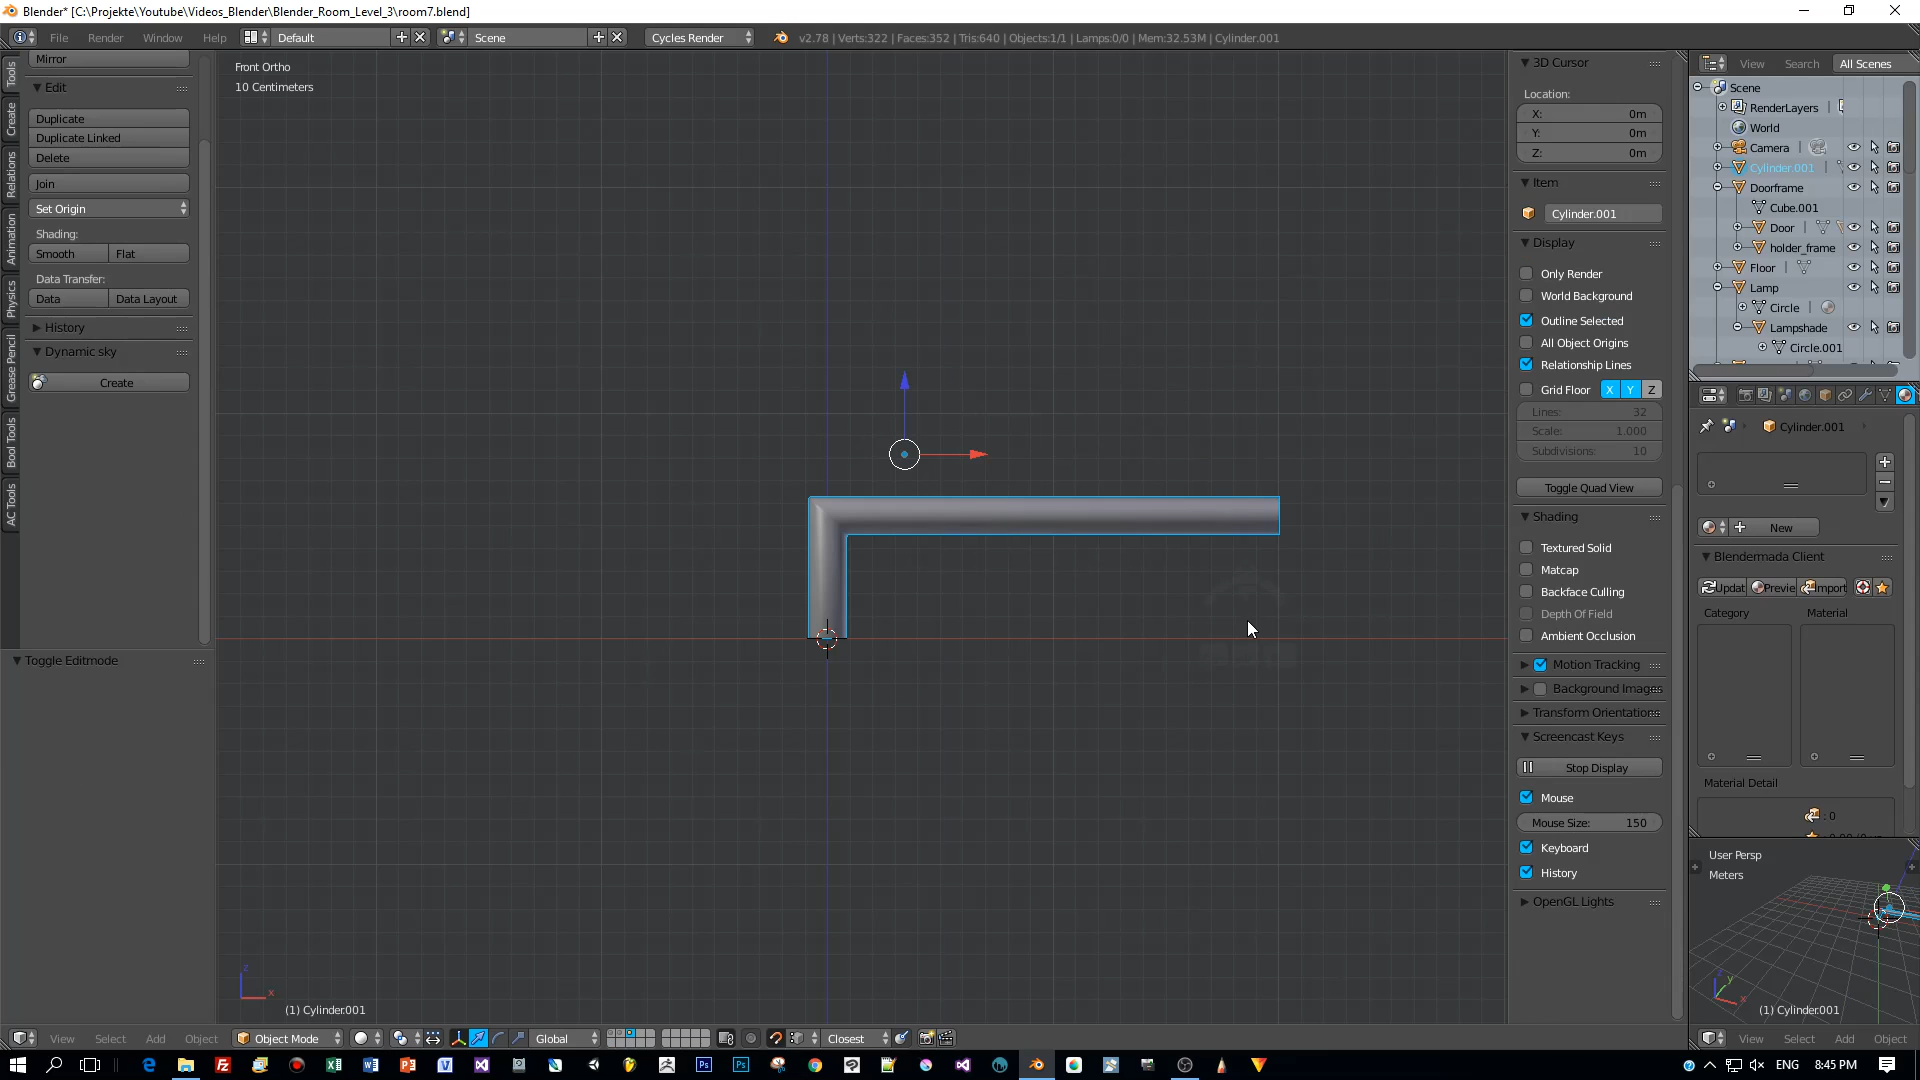 Blender* [C:\Projekte\Youtube\Videos_Blender\Blender_Room_Level_3\room7.blend]
File Render Window Help Default Scene Cycles Render v2.78 | Verts:322 | Faces:352 | Tris:640 | Objects:1/1 | Lamps:0/0 | Mem:32.53M | Cylinder.001
Tools
Create
Relations
Animation
Physics
Grease Pencil
Bool Tools
AC Tools
Mirror
Edit
Duplicate
Duplicate Linked
Delete
Join
Set Origin
Shading:
Smooth Flat
Data Transfer:
Data Data Layout
History
Dynamic sky
Create
Toggle Editmode
Front Ortho
10 Centimeters
z
x
(1) Cylinder.001
3D Cursor
Location:
X: 0m
Y: 0m
Z: 0m
Item
Cylinder.001
Display
Only Render
World Background
Outline Selected
All Object Origins
Relationship Lines
Grid Floor X Y Z
Lines: 32
Scale: 1.000
Subdivisions: 10
Toggle Quad View
Shading
Textured Solid
Matcap
Backface Culling
Depth Of Field
Ambient Occlusion
Motion Tracking
Background Images
Transform Orientations
Screencast Keys
Stop Display
Mouse
Mouse Size: 150
Keyboard
History
OpenGL Lights
View Search All Scenes
Scene
RenderLayers
World
Camera
Cylinder.001
Doorframe
Cube.001
Door
holder_frame
Floor
Lamp
Circle
Lampshade
Circle.001
Cylinder.001
New
Blendermada Client
Updat Previe Import
Category Material
Material Detail
: 0
User Persp
Meters
y
x
(1) Cylinder.001
View Select Add Object Object Mode Global Closest
View Select Add Object
ENG 8:45 PM